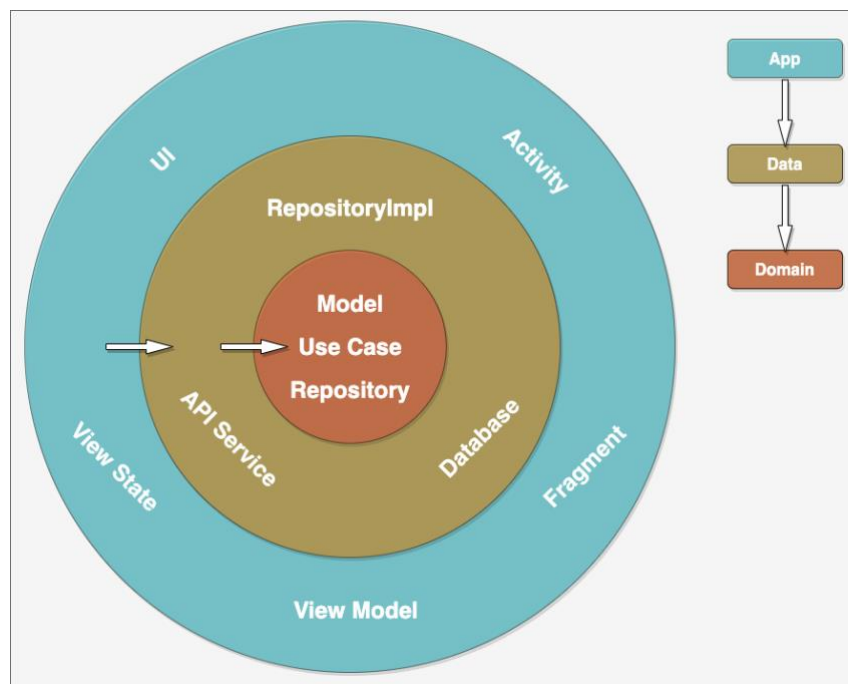 App
UI
Activity
Data
RepositoryImpl
Domain
Model
Use Case
Repository
API Service
Database
View State
Fragment
View Model